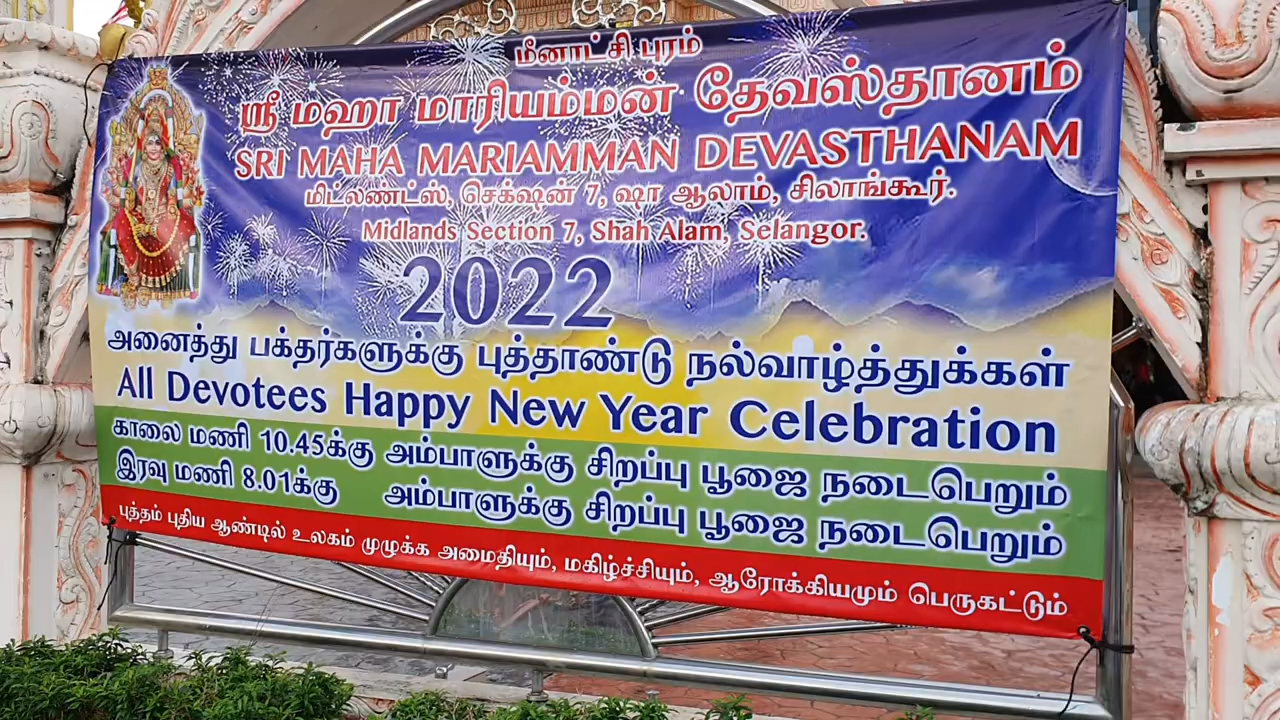 மீனாட்சி புரம்
ஸ்ரீ மஹா மாரியம்மன் தேவஸ்தானம்
SRI MAHA MARIAMMAN DEVASTHANAM
மிட்லண்ட்ஸ், செக்ஷன் 7, ஷா ஆலாம், சிலாங்கூர்.
Midlands Section 7, Shah Alam, Selangor.
2022
அனைத்து பக்தர்களுக்கு புத்தாண்டு நல்வாழ்த்துக்கள்
All Devotees Happy New Year Celebration
காலை மணி 10.45க்கு அம்பாளுக்கு சிறப்பு பூஜை நடைபெறும்
இரவு மணி 8.01க்கு அம்பாளுக்கு சிறப்பு பூஜை நடைபெறும்
புத்தம் புதிய ஆண்டில் உலகம் முழுக்க அமைதியும், மகிழ்ச்சியும், ஆரோக்கியமும் பெருகட்டும்